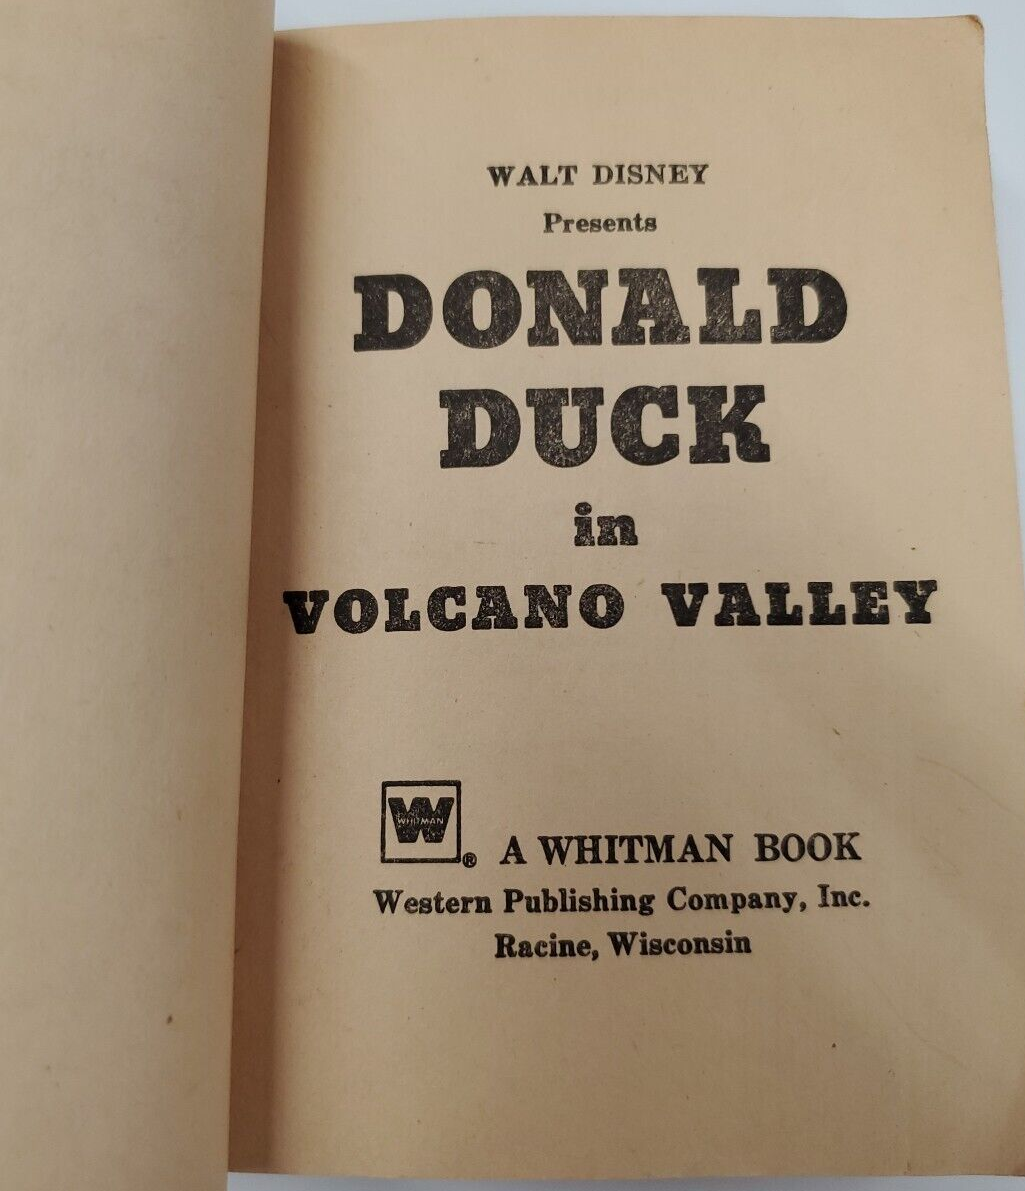 WALT DISNEY
Presents
DONALD
DUCK
in
VOLCANO VALLEY
W
WHITMAN
® A WHITMAN BOOK
Western Publishing Company, Inc.
Racine, Wisconsin